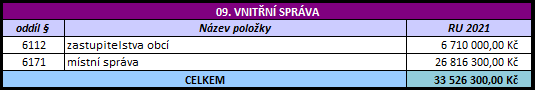 09. VNITŘNÍ SPRÁVA
oddíl § Název položky RU 2021
6112 zastupitelstva obcí 6 710 000,00 Kč
6171 místní správa 26 816 300,00 Kč
CELKEM 33 526 300,00 Kč